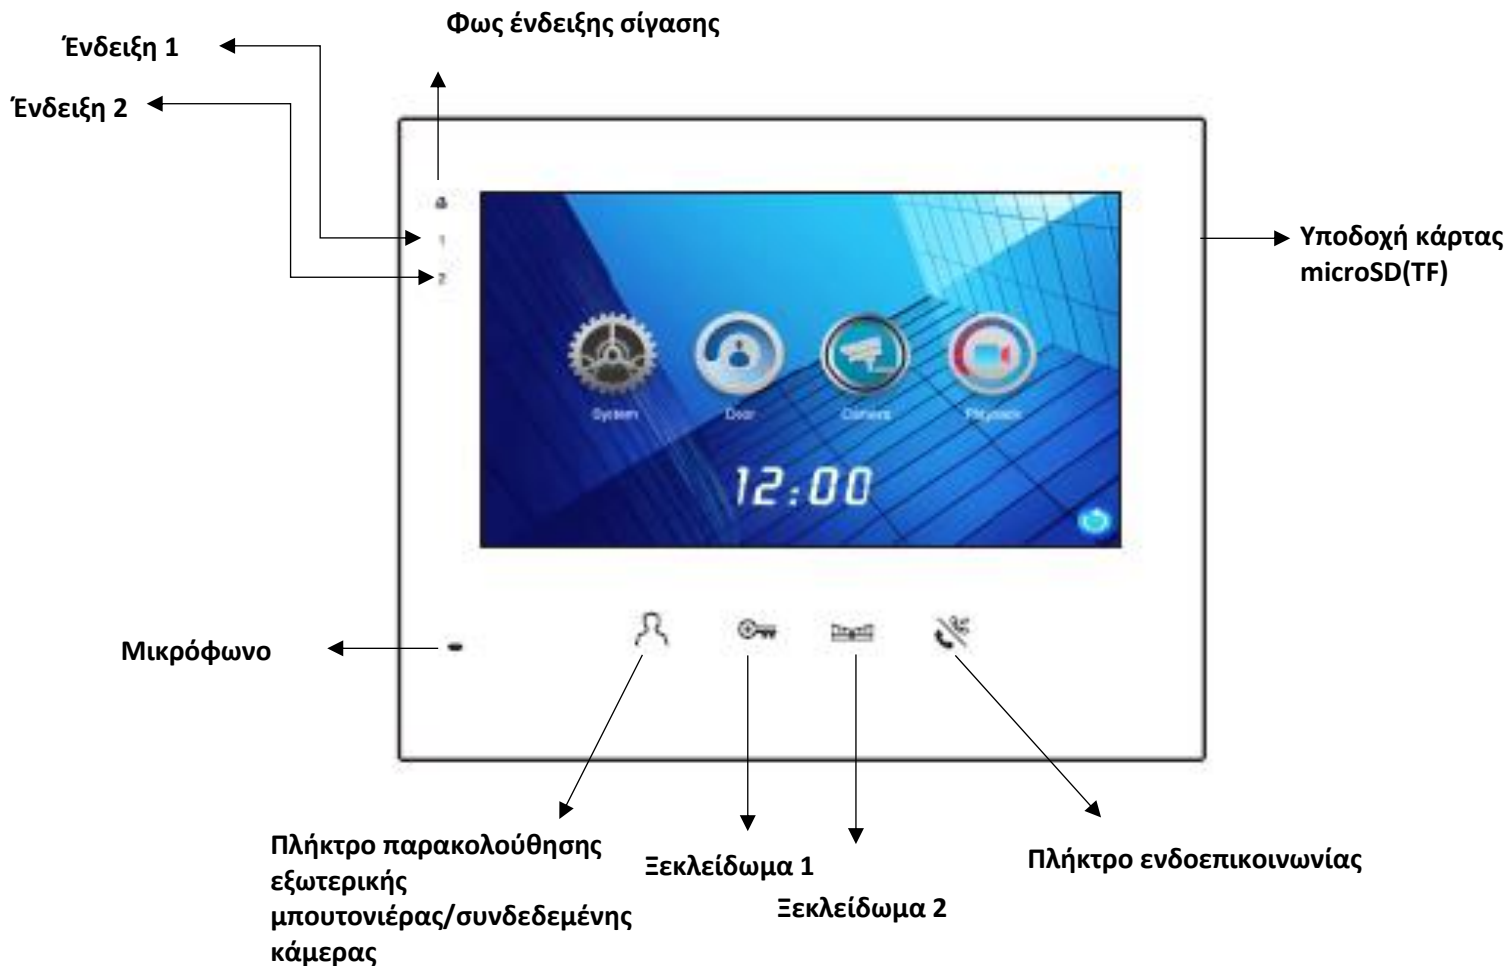 Φως ένδειξης σίγασης
Ένδειξη 1
Ένδειξη 2
1
2
Υποδοχή κάρτας
microSD(TF)
System
Door
Camera
Playback
12:00
Μικρόφωνο
Πλήκτρο παρακολούθησης
εξωτερικής
μπουτονιέρας/συνδεδεμένης
κάμερας
Ξεκλείδωμα 1
Ξεκλείδωμα 2
Πλήκτρο ενδοεπικοινωνίας